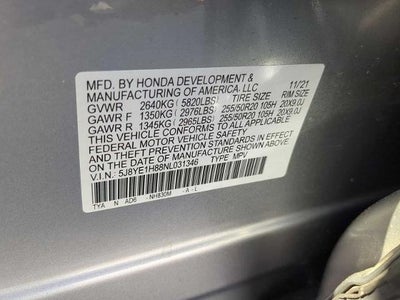 MFD. BY HONDA DEVELOPMENT &
MANUFACTURING OF AMERICA, LLC 11/21
GVWR 2640KG( 5820LBS) TIRE SIZE RIM SIZE
GAWR F 1350KG( 2976LBS) 255/50R20 105H 20X9.0J
GAWR R 1345KG( 2965LBS) 255/50R20 105H 20X9.0J
THIS VEHICLE CONFORMS TO ALL APPLICABLE
FEDERAL MOTOR VEHICLE SAFETY STANDARDS
IN EFFECT ON THE DATE OF MANUFACTURE SHOWN ABOVE.
V.I.N.: 5J8YE1H88NL031346 TYPE MPV
TYA N AD6 NH830M -A -L